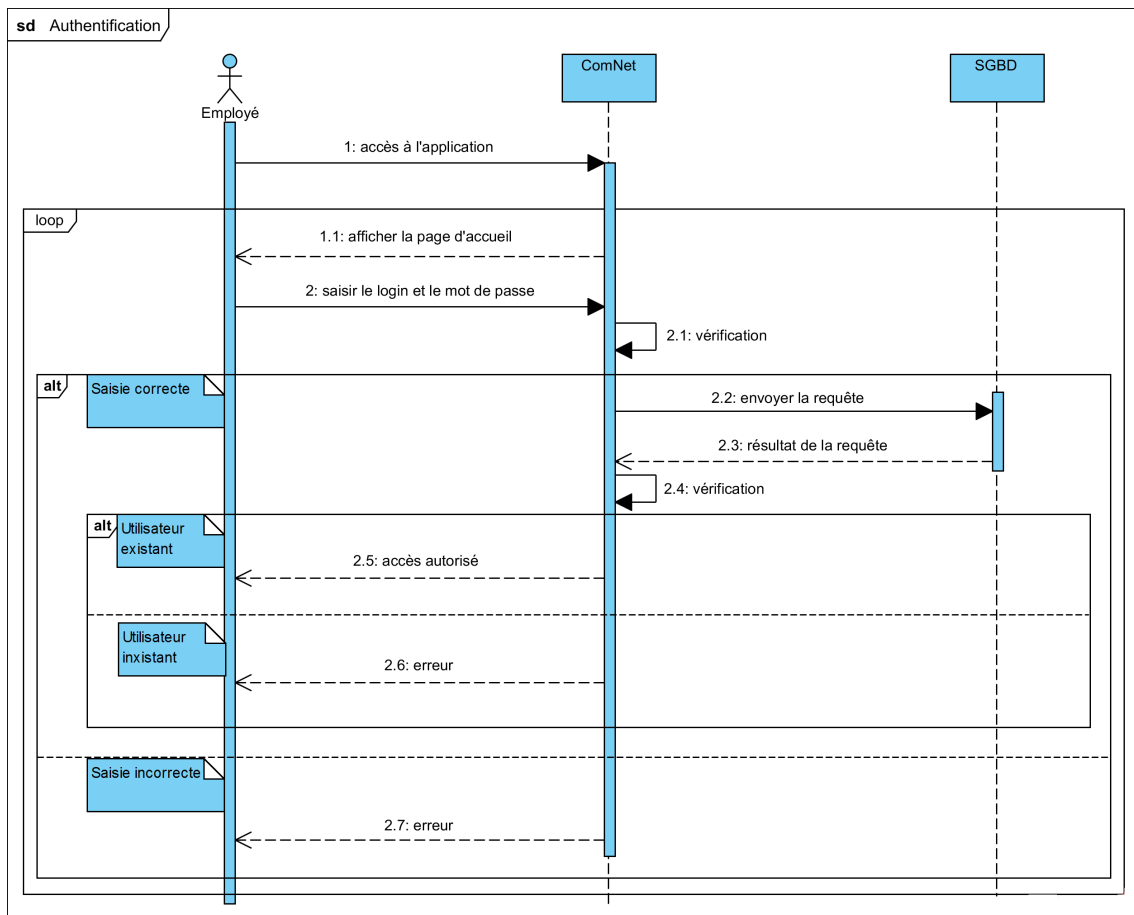 sd Authentification
ComNet
SGBD
Employé
1: accès à l'application
loop
1.1: afficher la page d'accueil
2: saisir le login et le mot de passe
2.1: vérification
alt
Saisie correcte
2.2: envoyer la requête
2.3: résultat de la requête
2.4: vérification
alt
Utilisateur
existant
2.5: accès autorisé
Utilisateur
inxistant
2.6: erreur
Saisie incorrecte
2.7: erreur